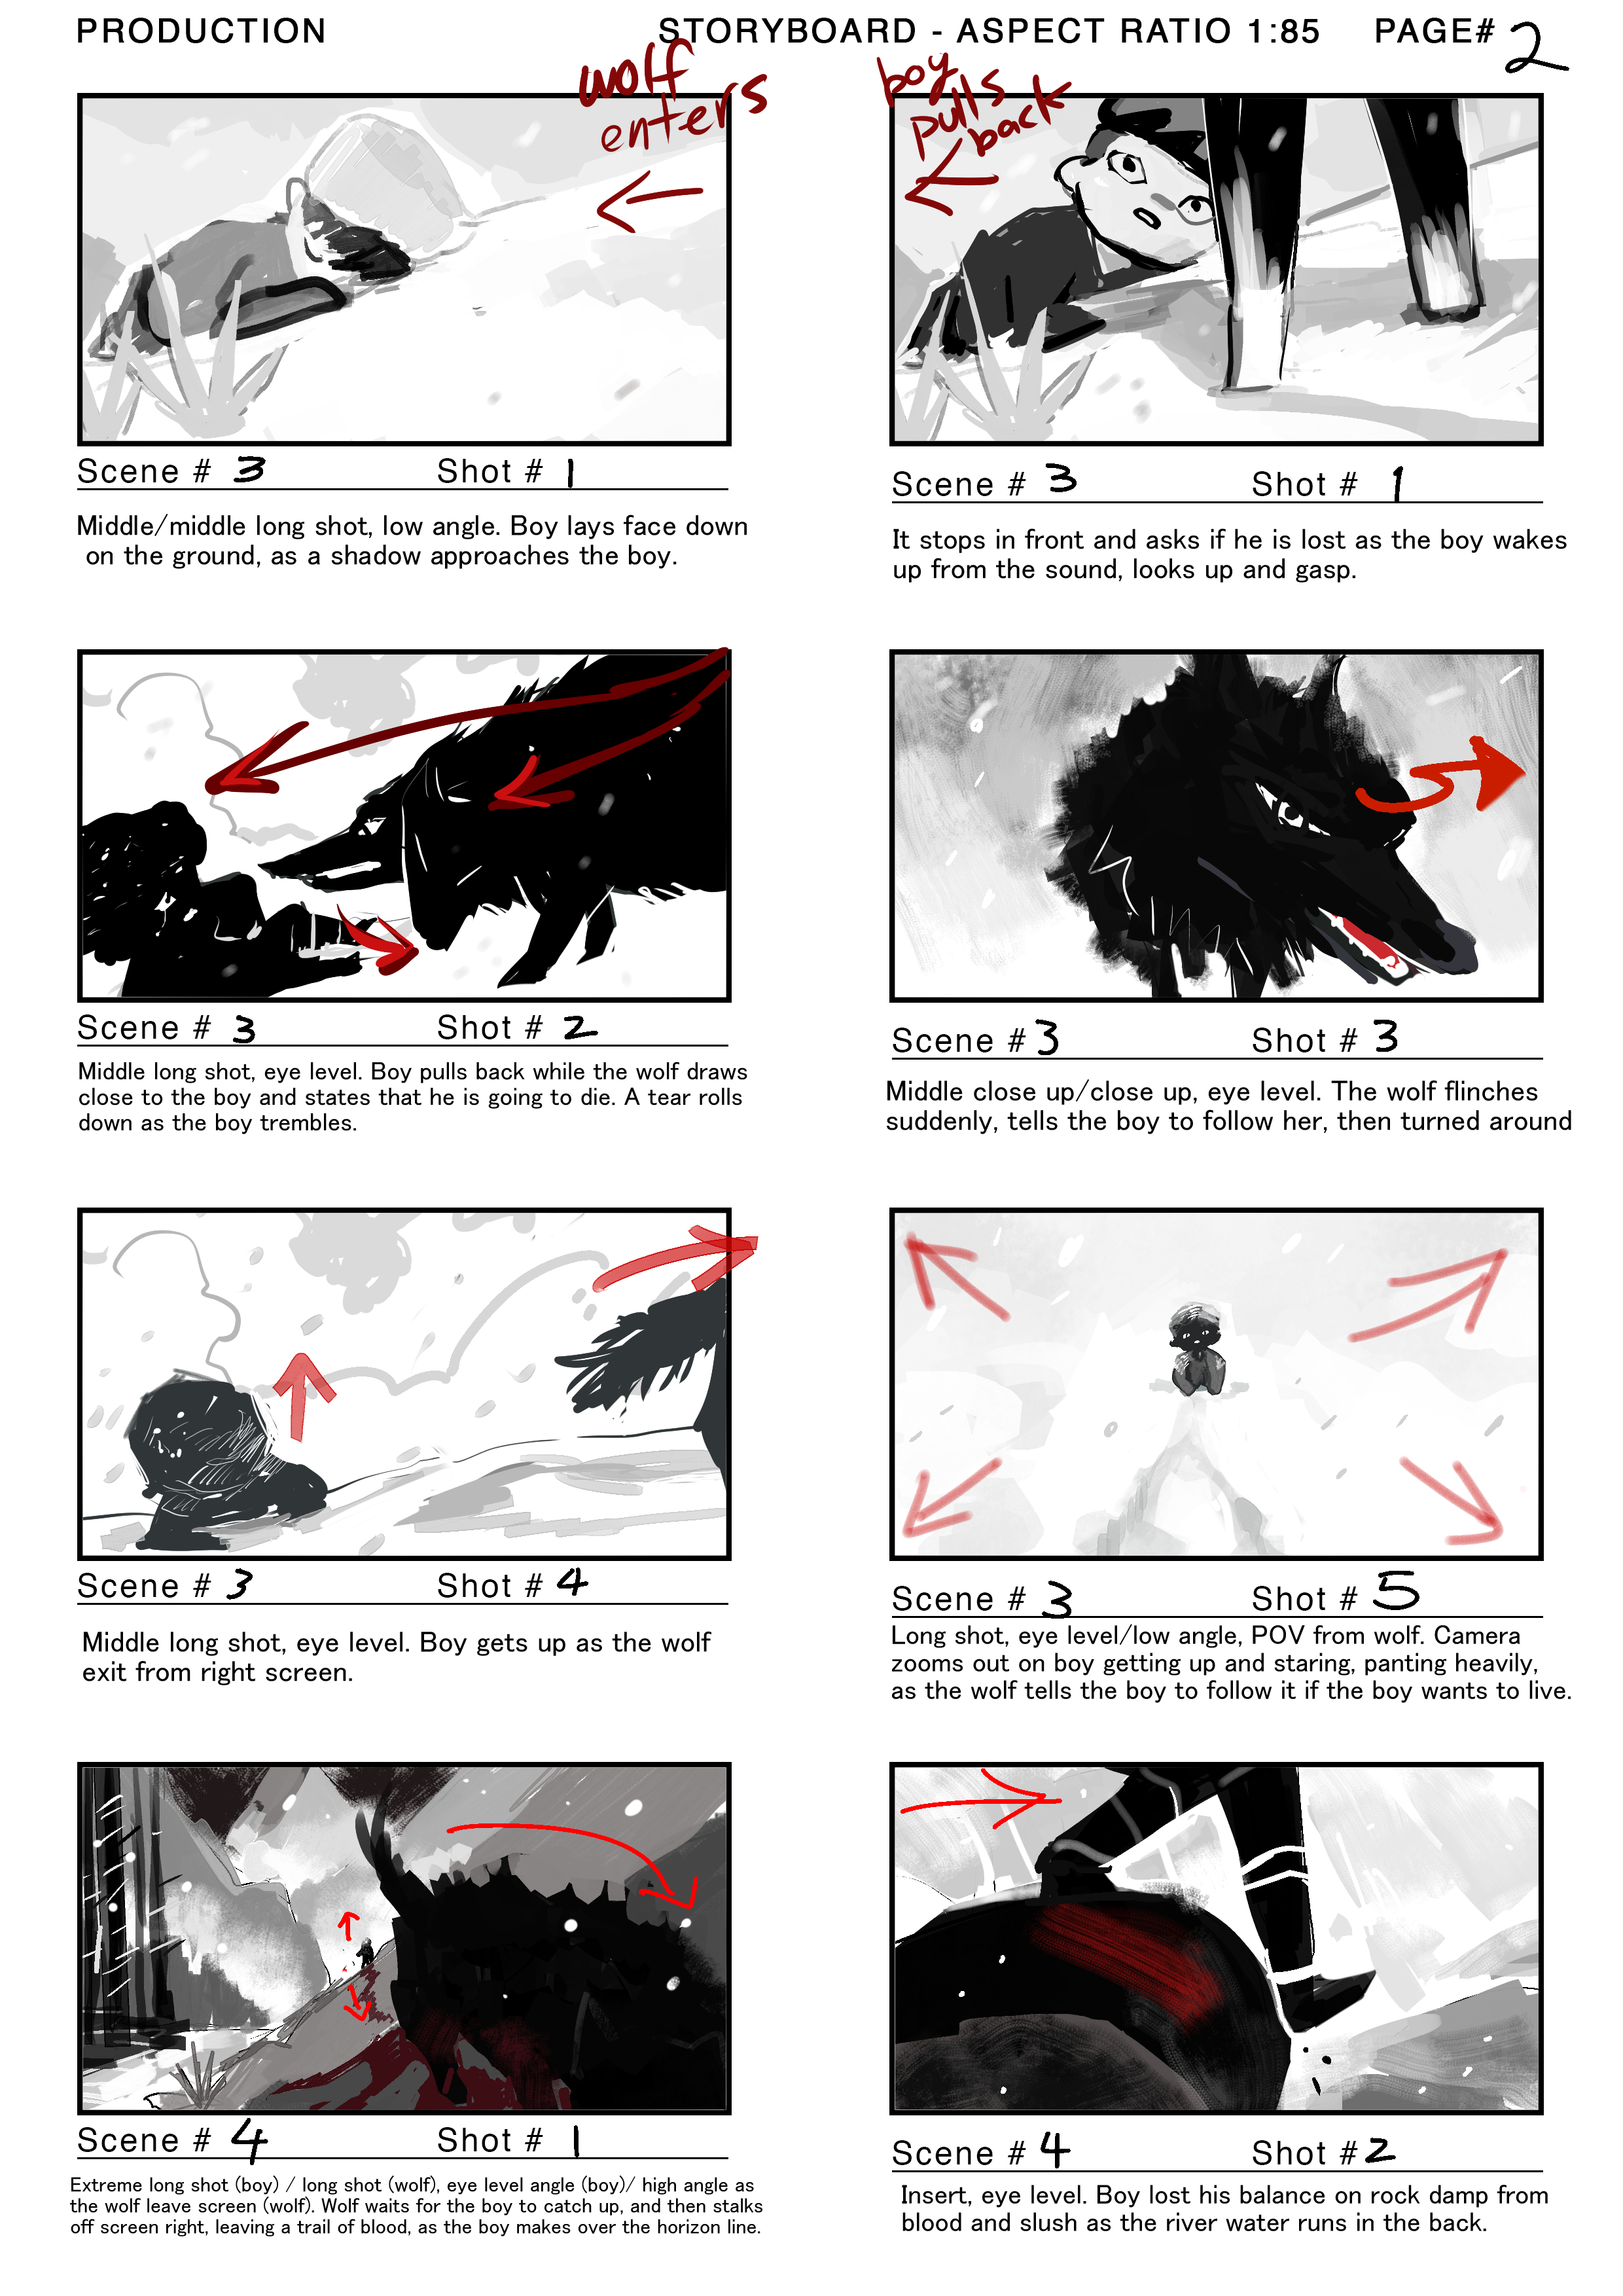 PRODUCTION
STORYBOARD - ASPECT RATIO 1:85
PAGE# 2
wolf
enters
boy
pulls
back
Scene # 3 Shot # 1
Middle/middle long shot, low angle. Boy lays face down
on the ground, as a shadow approaches the boy.
Scene # 3 Shot # 1
It stops in front and asks if he is lost as the boy wakes
up from the sound, looks up and gasp.
Scene # 3 Shot # 2
Middle long shot, eye level. Boy pulls back while the wolf draws
close to the boy and states that he is going to die. A tear rolls
down as the boy trembles.
Scene # 3 Shot # 3
Middle close up/close up, eye level. The wolf flinches
suddenly, tells the boy to follow her, then turned around
Scene # 3 Shot # 4
Middle long shot, eye level. Boy gets up as the wolf
exit from right screen.
Scene # 3 Shot # 5
Long shot, eye level/low angle, POV from wolf. Camera
zooms out on boy getting up and staring, panting heavily,
as the wolf tells the boy to follow it if the boy wants to live.
Scene # 4 Shot # 1
Extreme long shot (boy) / long shot (wolf), eye level angle (boy)/ high angle as
the wolf leave screen (wolf). Wolf waits for the boy to catch up, and then stalks
off screen right, leaving a trail of blood, as the boy makes over the horizon line.
Scene # 4 Shot # 2
Insert, eye level. Boy lost his balance on rock damp from
blood and slush as the river water runs in the back.